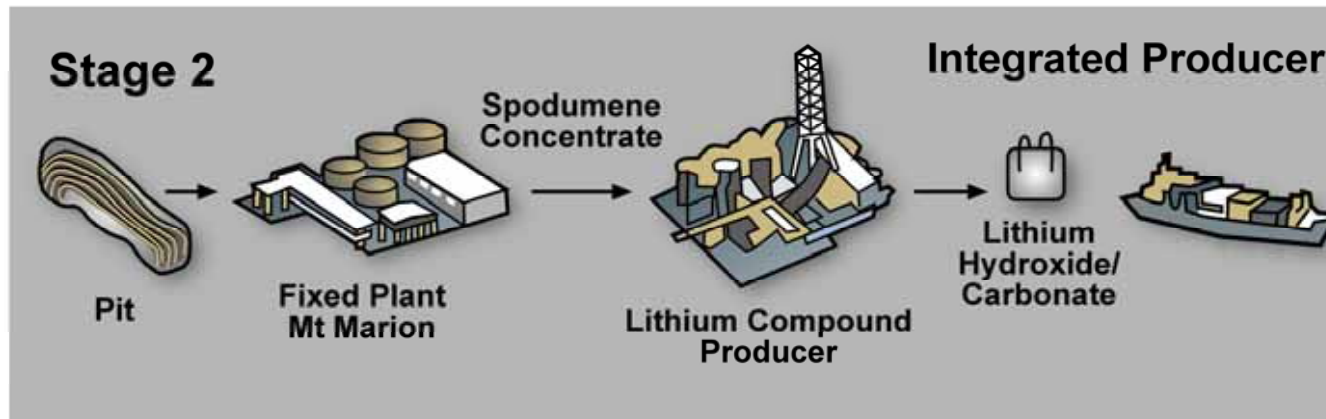 Stage 2
Integrated Producer
Spodumene
Concentrate
Pit
Fixed Plant
Mt Marion
Lithium Compound
Producer
Lithium
Hydroxide/
Carbonate